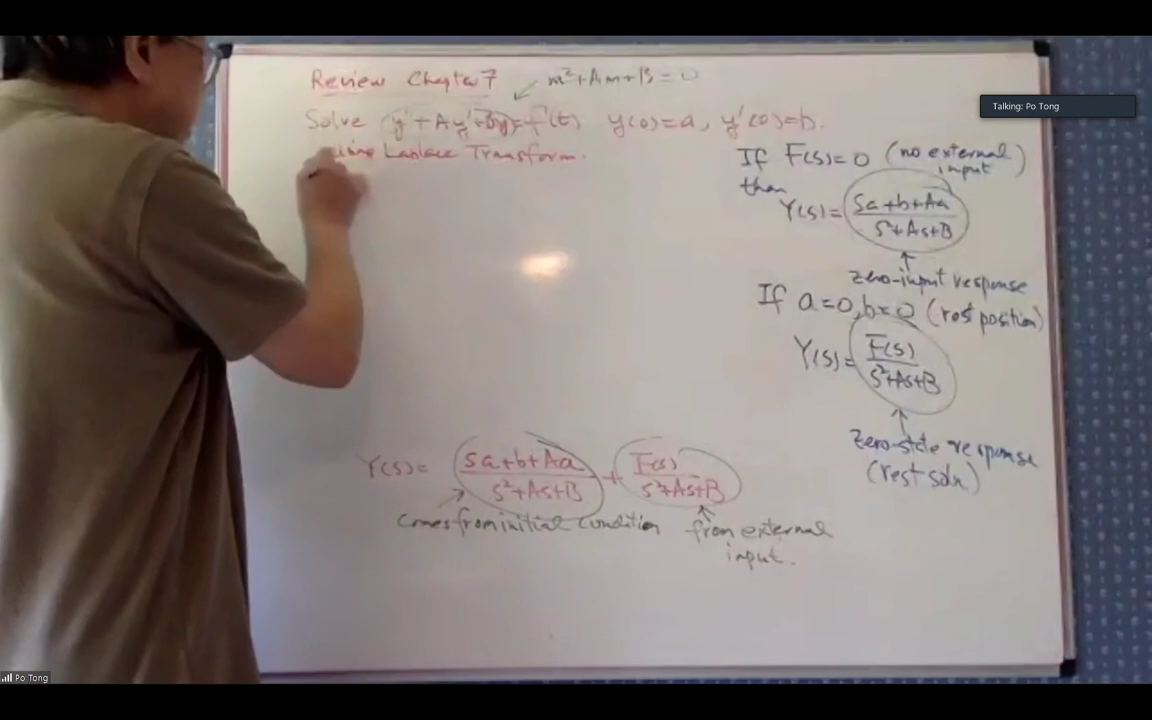 Review Chapter 7
m²+Am+B=0
Solve y"+Ay'+By=f(t) y(0)=a, y'(0)=b.
using Laplace Transform.
Talking: Po Tong
If F(s)=0 (no external input)
then
Y(s)= (sa+b+Aa)/(s²+As+B)
zero-input response
If a=0, b=0 (rest position)
Y(s)= F(s)/(s²+As+B)
zero-state response
(rest soln.)
Y(s)= (sa+b+Aa)/(s²+As+B) + F(s)/(s²+As+B)
comes from initial condition from external
input.
Po Tong